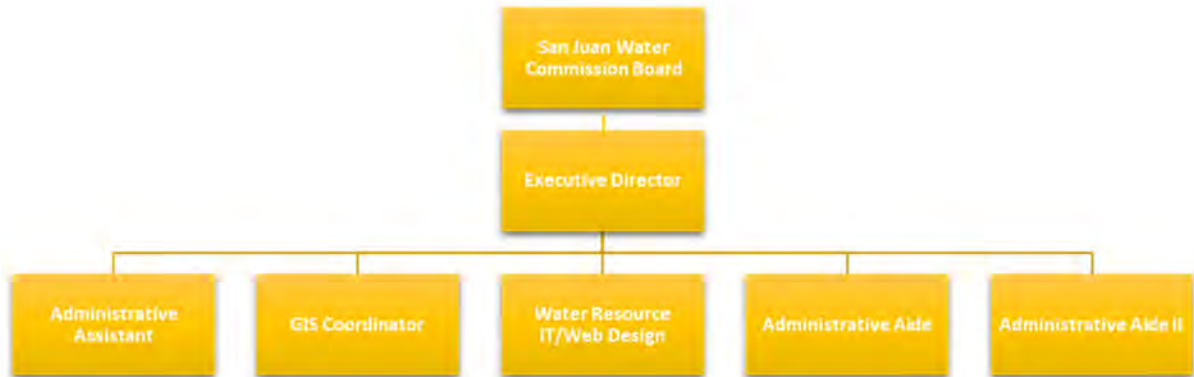 San Juan Water
Commission Board
Executive Director
Administrative
Assistant
GIS Coordinator
Water Resource
IT/Web Design
Administrative Aide
Administrative Aide II